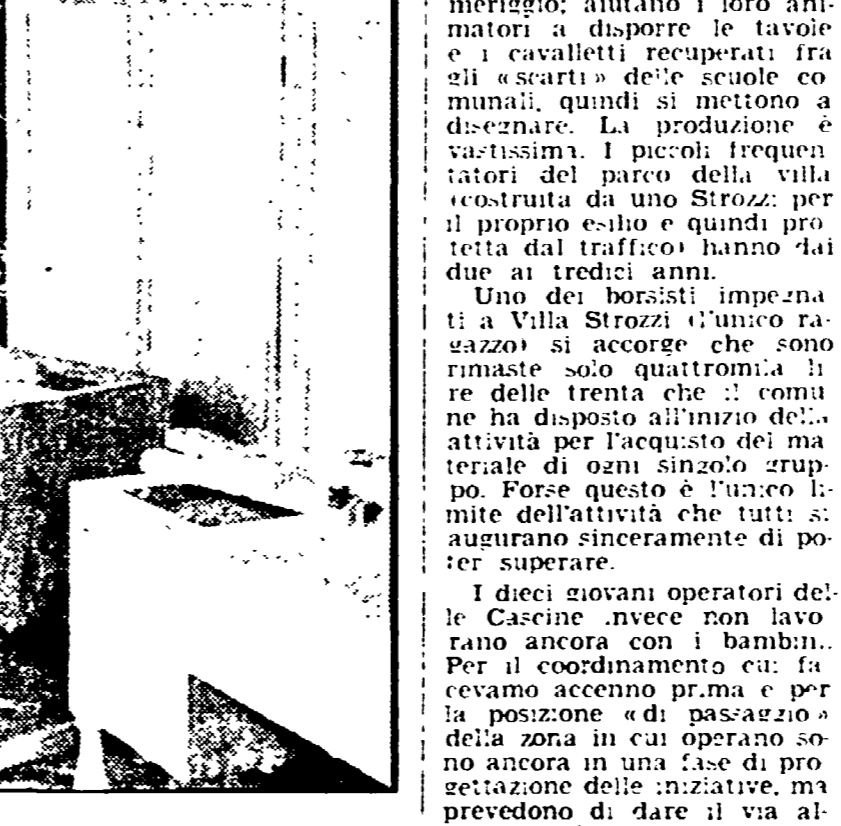 meriggio; aiutano i loro ani-
matori a disporre le tavole
e i cavalletti recuperati fra
gli «scarti» delle scuole co
munali, quindi si mettono a
disegnare. La produzione è
vastissima. I piccoli frequen
tatori del parco della villa
(costruita da uno Strozzi per
il proprio esilio e quindi pro
tetta dal traffico) hanno dai
due ai tredici anni.
Uno dei borsisti impegna
ti a Villa Strozzi (l'unico ra-
gazzo) si accorge che sono
rimaste solo quattromila li
re delle trenta che il comu
ne ha disposto all'inizio della
attività per l'acquisto del ma
teriale di ogni singolo grup-
po. Forse questo è l'unico li-
mite dell'attività che tutti si
augurano sinceramente di po-
ter superare.
I dieci giovani operatori del-
le Cascine invece non lavo
rano ancora con i bambini.
Per il coordinamento cui fa
cevamo accenno prima e per
la posizione «di passaggio»
della zona in cui operano so-
no ancora in una fase di pro
gettazione delle iniziative, ma
prevedono di dare il via al-